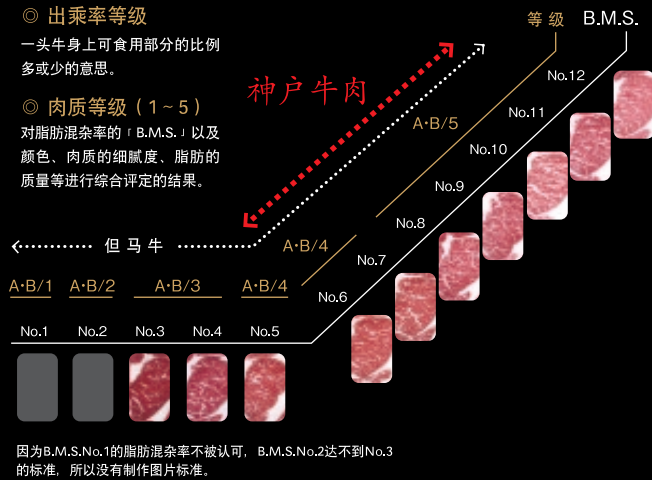 ◎ 出乘率等级
一头牛身上可食用部分的比例
多或少的意思。
◎ 肉质等级（1～5）
对脂肪混杂率的「B.M.S.」以及
颜色、肉质的细腻度、脂肪的
质量等进行综合评定的结果。
神户牛肉
等级
B.M.S.
No.12
No.11
A·B/5
No.10
No.9
No.8
但马牛
A·B/4
No.7
A·B/1
A·B/2
A·B/3
A·B/4
No.6
No.1
No.2
No.3
No.4
No.5
因为B.M.S.No.1的脂肪混杂率不被认可，B.M.S.No.2达不到No.3
的标准，所以没有制作图片标准。